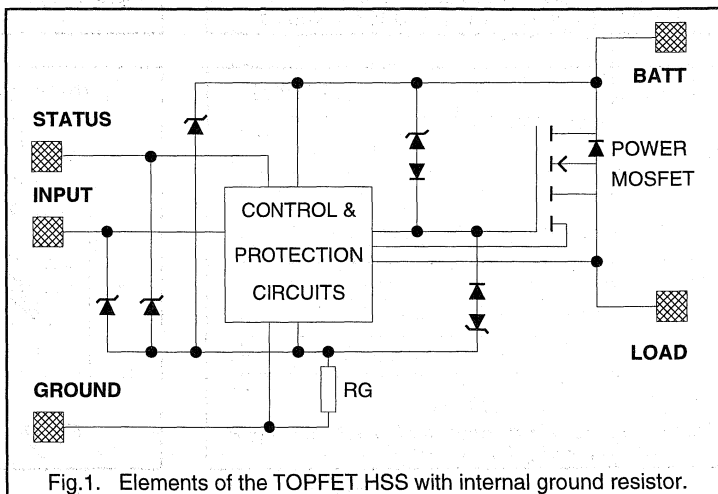 BATT
STATUS
POWER
MOSFET
INPUT
CONTROL &
PROTECTION
CIRCUITS
LOAD
GROUND
RG
Fig.1. Elements of the TOPFET HSS with internal ground resistor.